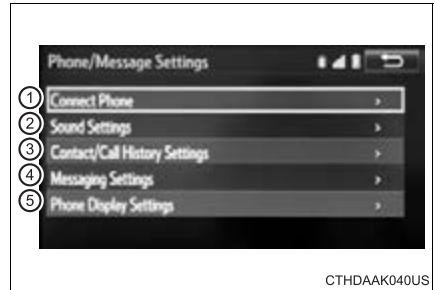 Phone/Message Settings
① Connect Phone
② Sound Settings
③ Contact/Call History Settings
④ Messaging Settings
⑤ Phone Display Settings
CTHDAAK040US